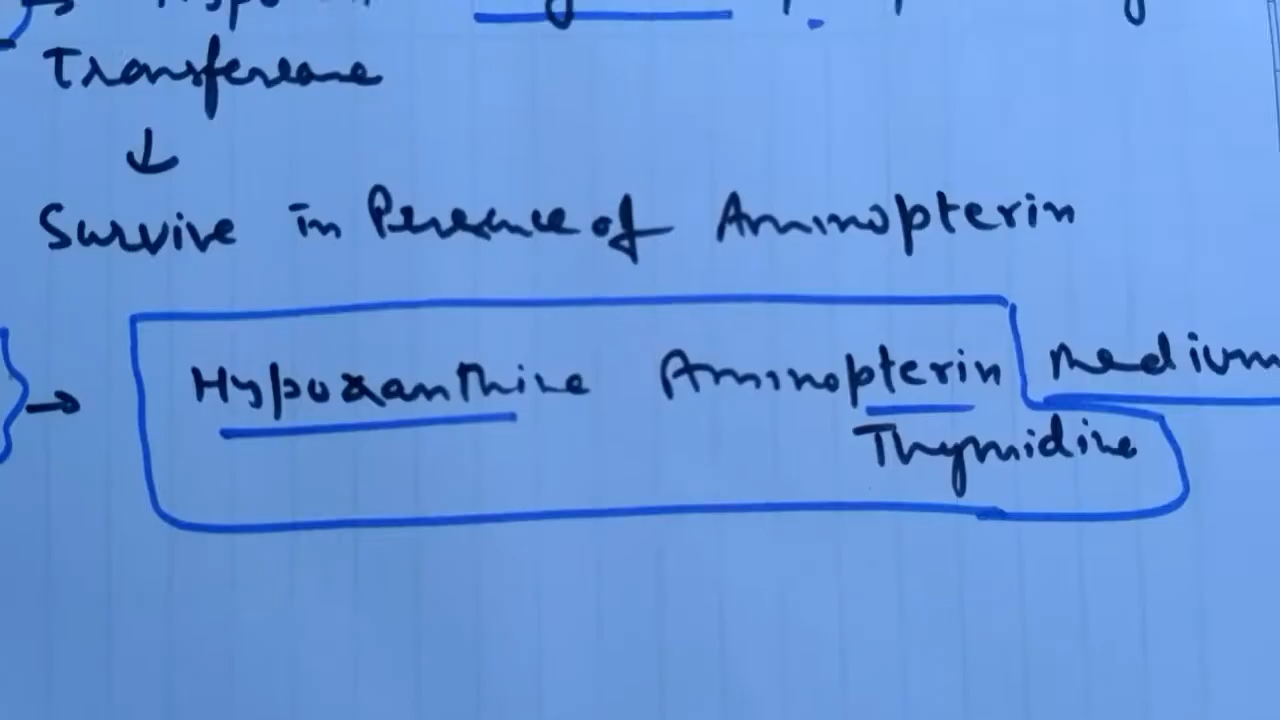 Transferase
Survive in Presence of Aminopterin
Hypoxanthine Aminopterin medium
Thymidine